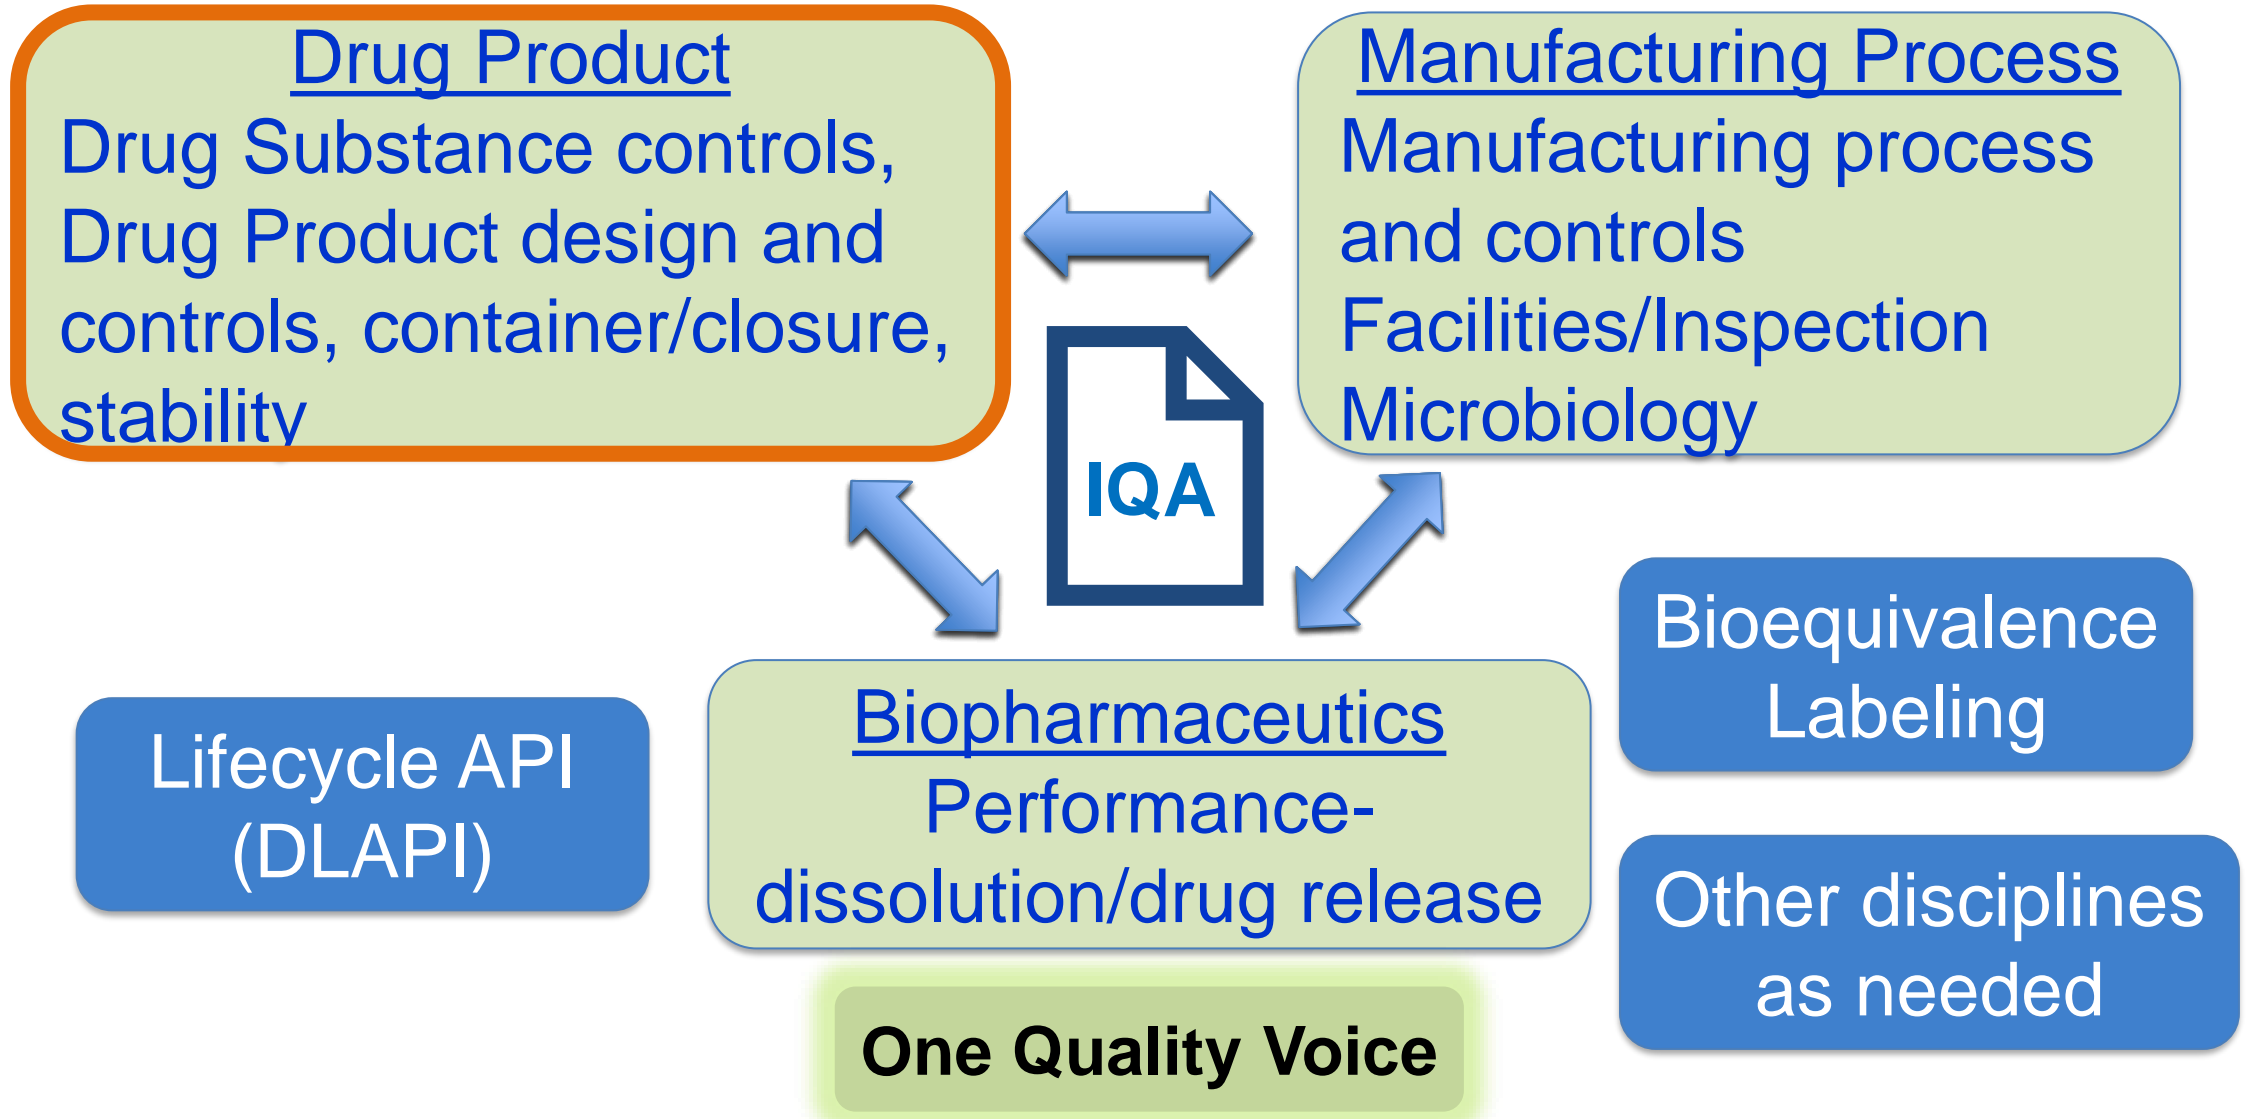 Drug Product
Drug Substance controls,
Drug Product design and
controls, container/closure,
stability
Manufacturing Process
Manufacturing process
and controls
Facilities/Inspection
Microbiology
IQA
Biopharmaceutics
Performance-
dissolution/drug release
Lifecycle API
(DLAPI)
Bioequivalence
Labeling
Other disciplines
as needed
One Quality Voice